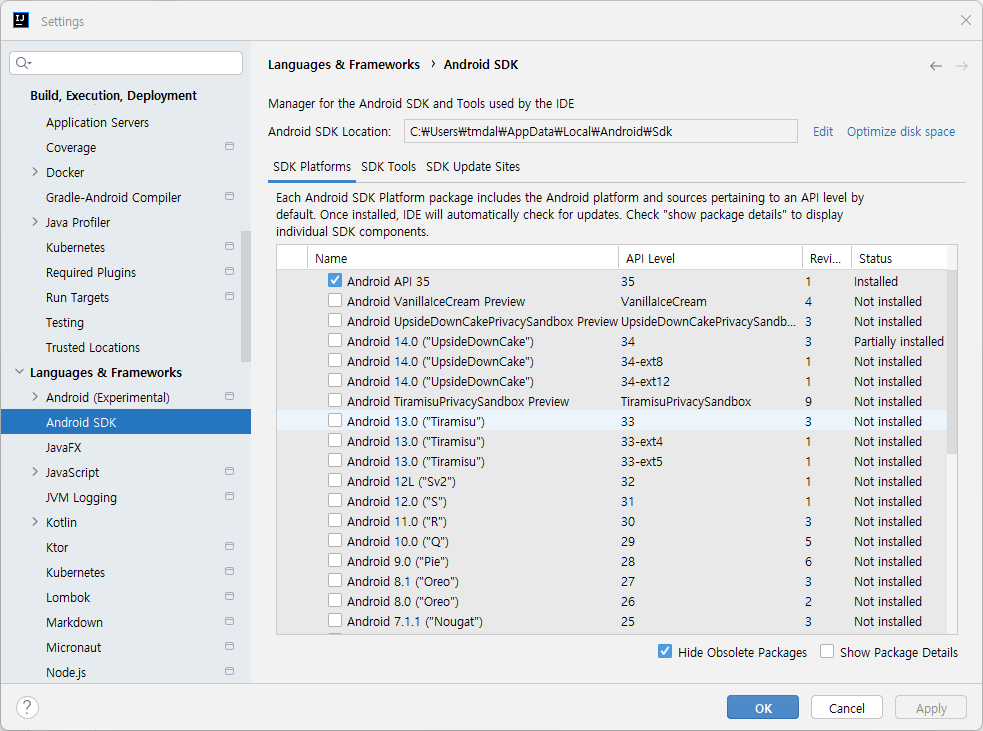 IJ
Settings
Build, Execution, Deployment
Application Servers
Coverage
Docker
Gradle-Android Compiler
Java Profiler
Kubernetes
Required Plugins
Run Targets
Testing
Trusted Locations
Languages & Frameworks
Android (Experimental)
Android SDK
JavaFX
JavaScript
JVM Logging
Kotlin
Ktor
Kubernetes
Lombok
Markdown
Micronaut
Node.js
Languages & Frameworks › Android SDK
Manager for the Android SDK and Tools used by the IDE
Android SDK Location: C:₩Users₩tmdal₩AppData₩Local₩Android₩Sdk Edit Optimize disk space
SDK Platforms SDK Tools SDK Update Sites
Each Android SDK Platform package includes the Android platform and sources pertaining to an API level by
default. Once installed, IDE will automatically check for updates. Check "show package details" to display
individual SDK components.
Name API Level Revi... Status
Android API 35 35 1 Installed
Android VanillaIceCream Preview VanillaIceCream 4 Not installed
Android UpsideDownCakePrivacySandbox Preview UpsideDownCakePrivacySandb... 3 Not installed
Android 14.0 ("UpsideDownCake") 34 3 Partially installed
Android 14.0 ("UpsideDownCake") 34-ext8 1 Not installed
Android 14.0 ("UpsideDownCake") 34-ext12 1 Not installed
Android TiramisuPrivacySandbox Preview TiramisuPrivacySandbox 9 Not installed
Android 13.0 ("Tiramisu") 33 3 Not installed
Android 13.0 ("Tiramisu") 33-ext4 1 Not installed
Android 13.0 ("Tiramisu") 33-ext5 1 Not installed
Android 12L ("Sv2") 32 1 Not installed
Android 12.0 ("S") 31 1 Not installed
Android 11.0 ("R") 30 3 Not installed
Android 10.0 ("Q") 29 5 Not installed
Android 9.0 ("Pie") 28 6 Not installed
Android 8.1 ("Oreo") 27 3 Not installed
Android 8.0 ("Oreo") 26 2 Not installed
Android 7.1.1 ("Nougat") 25 3 Not installed
Hide Obsolete Packages Show Package Details
? OK Cancel Apply